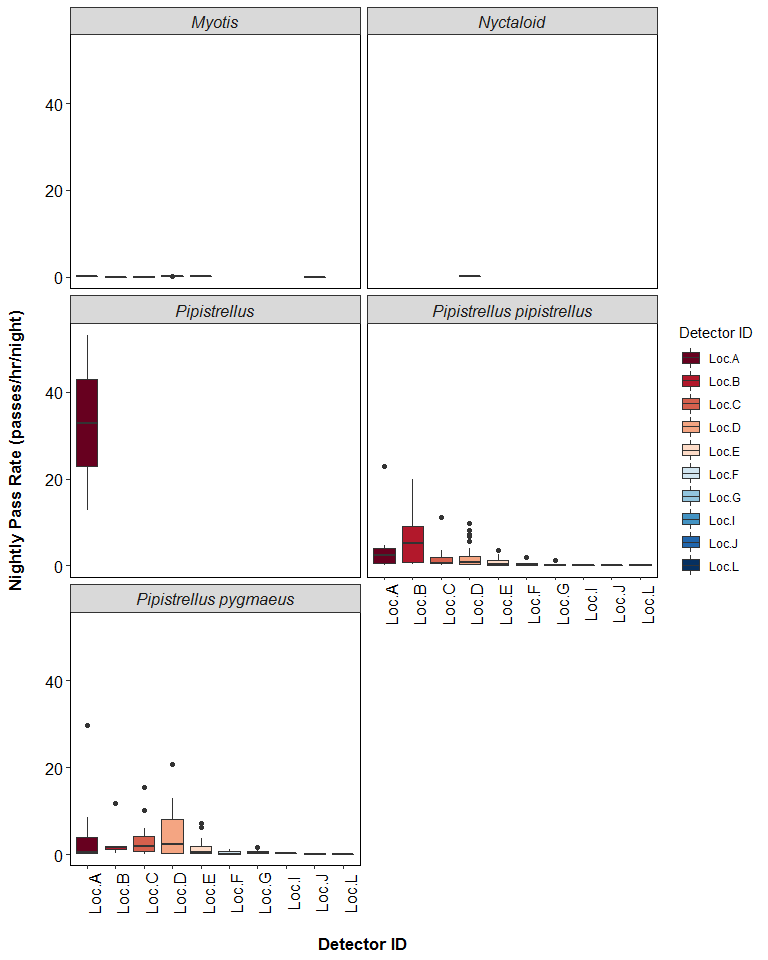 Myotis
Nyctaloid
40
20
0
Pipistrellus
Pipistrellus pipistrellus
40
20
0
Loc.A
Loc.B
Loc.C
Loc.D
Loc.E
Loc.F
Loc.G
Loc.I
Loc.J
Loc.L
Pipistrellus pygmaeus
40
20
0
Loc.A
Loc.B
Loc.C
Loc.D
Loc.E
Loc.F
Loc.G
Loc.I
Loc.J
Loc.L
Nightly Pass Rate (passes/hr/night)
Detector ID
Detector ID
Loc.A
Loc.B
Loc.C
Loc.D
Loc.E
Loc.F
Loc.G
Loc.I
Loc.J
Loc.L